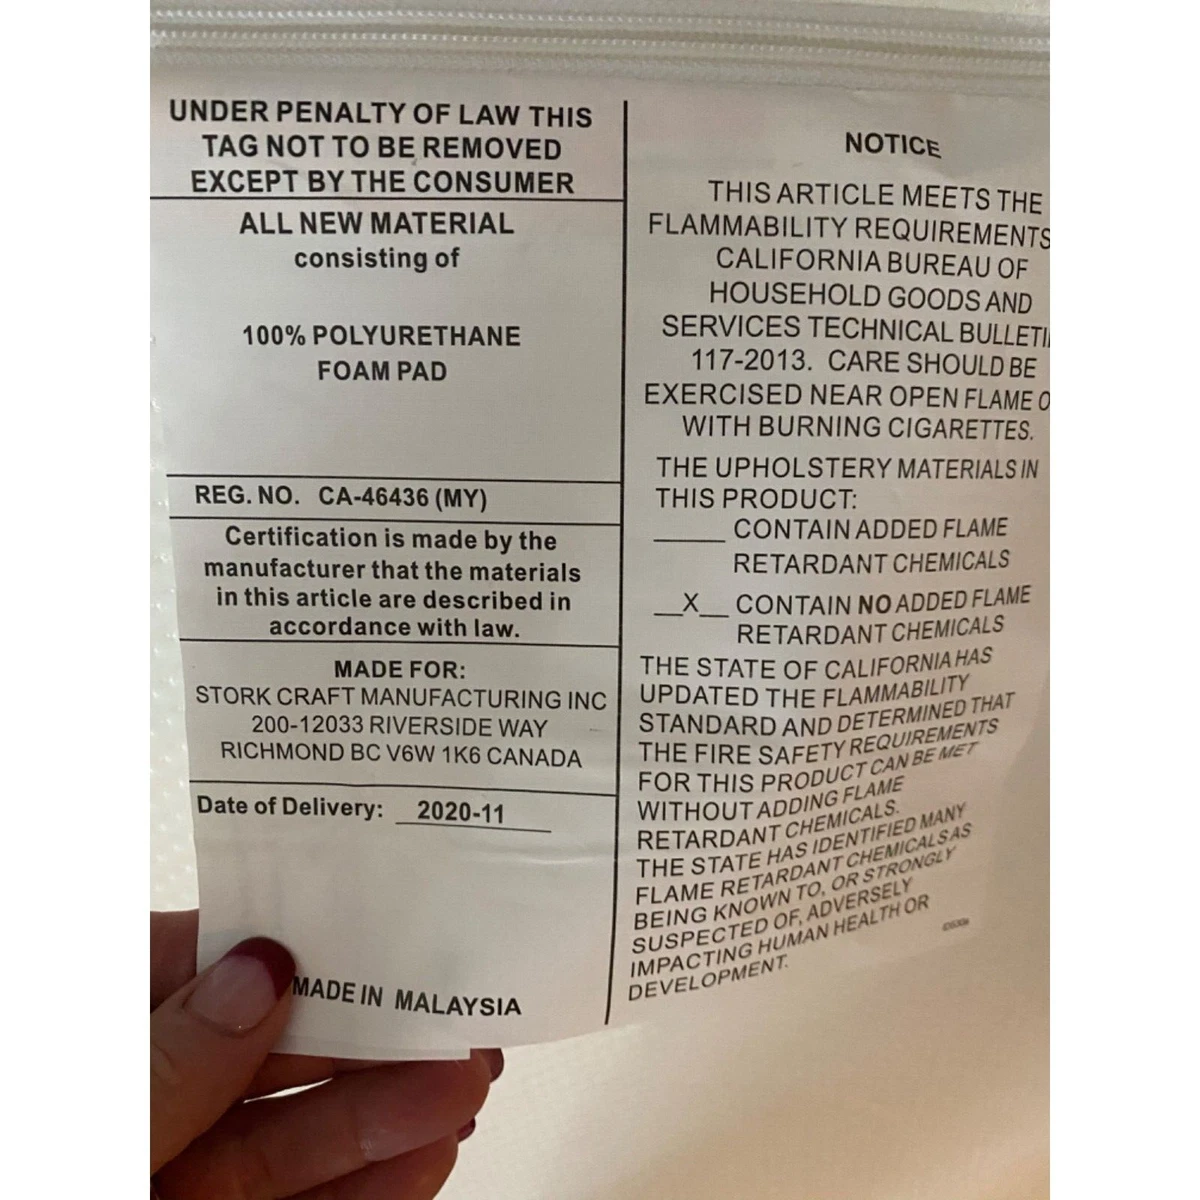 UNDER PENALTY OF LAW THIS
TAG NOT TO BE REMOVED
EXCEPT BY THE CONSUMER
ALL NEW MATERIAL
consisting of
100% POLYURETHANE
FOAM PAD
REG. NO. CA-46436 (MY)
Certification is made by the
manufacturer that the materials
in this article are described in
accordance with law.
MADE FOR:
STORK CRAFT MANUFACTURING INC
200-12033 RIVERSIDE WAY
RICHMOND BC V6W 1K6 CANADA
Date of Delivery: 2020-11
MADE IN MALAYSIA
NOTICE
THIS ARTICLE MEETS THE
FLAMMABILITY REQUIREMENTS
CALIFORNIA BUREAU OF
HOUSEHOLD GOODS AND
SERVICES TECHNICAL BULLETI
117-2013. CARE SHOULD BE
EXERCISED NEAR OPEN FLAME O
WITH BURNING CIGARETTES.
THE UPHOLSTERY MATERIALS IN
THIS PRODUCT:
_____ CONTAIN ADDED FLAME
RETARDANT CHEMICALS
__X__ CONTAIN NO ADDED FLAME
RETARDANT CHEMICALS
THE STATE OF CALIFORNIA HAS
UPDATED THE FLAMMABILITY
STANDARD AND DETERMINED THAT
THE FIRE SAFETY REQUIREMENTS
FOR THIS PRODUCT CAN BE MET
WITHOUT ADDING FLAME
RETARDANT CHEMICALS.
THE STATE HAS IDENTIFIED MANY
FLAME RETARDANT CHEMICALS AS
BEING KNOWN TO, OR STRONGLY
SUSPECTED OF, ADVERSELY
IMPACTING HUMAN HEALTH OR
DEVELOPMENT.